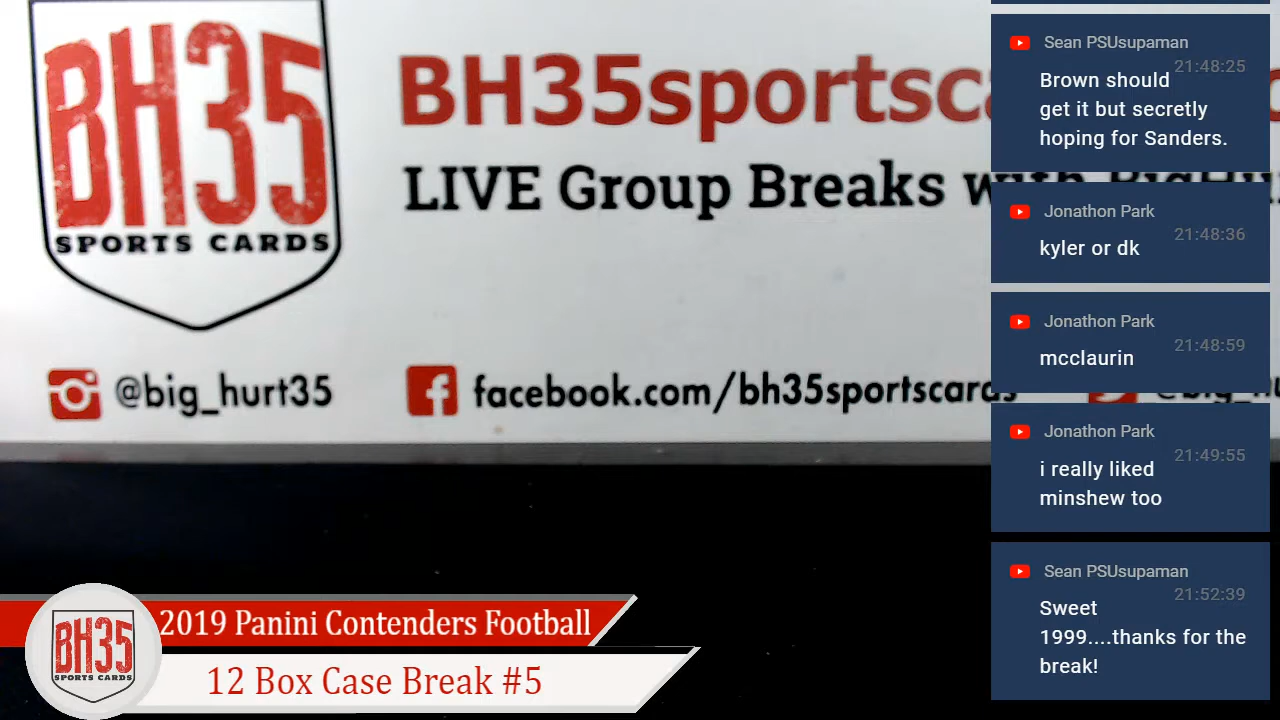 BH35
SPORTS CARDS
BH35sportsc
LIVE Group Breaks with BigHu
@big_hurt35
facebook.com/bh35sportscards
Sean PSUsupaman
21:48:25
Brown should
get it but secretly
hoping for Sanders.
Jonathon Park
21:48:36
kyler or dk
Jonathon Park
21:48:59
mcclaurin
Jonathon Park
21:49:55
i really liked
minshew too
Sean PSUsupaman
21:52:39
Sweet
1999....thanks for the
break!
BH35
SPORTS CARDS
2019 Panini Contenders Football
12 Box Case Break #5